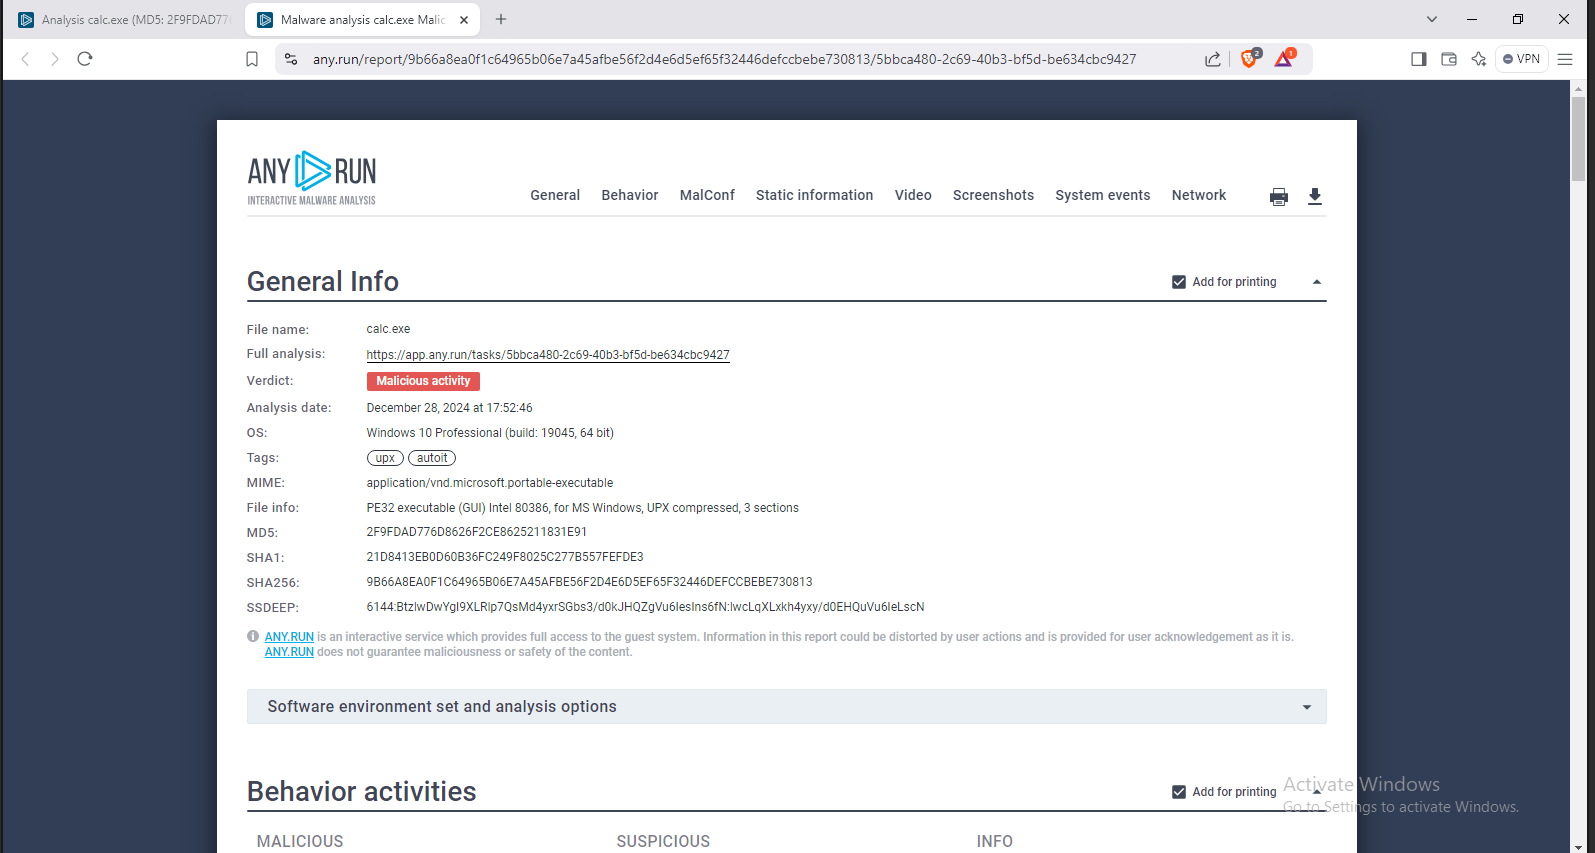 Analysis calc.exe (MD5: 2F9FDAD77
Malware analysis calc.exe Malic
any.run/report/9b66a8ea0f1c64965b06e7a45afbe56f2d4e6d5ef65f32446defccbebe730813/5bbca480-2c69-40b3-bf5d-be634cbc9427
2
1
VPN
ANY RUN
INTERACTIVE MALWARE ANALYSIS
General Behavior MalConf Static information Video Screenshots System events Network
General Info
Add for printing
File name: calc.exe
Full analysis: https://app.any.run/tasks/5bbca480-2c69-40b3-bf5d-be634cbc9427
Verdict: Malicious activity
Analysis date: December 28, 2024 at 17:52:46
OS: Windows 10 Professional (build: 19045, 64 bit)
Tags: upx autoit
MIME: application/vnd.microsoft.portable-executable
File info: PE32 executable (GUI) Intel 80386, for MS Windows, UPX compressed, 3 sections
MD5: 2F9FDAD776D8626F2CE8625211831E91
SHA1: 21D8413EB0D60B36FC249F8025C277B557FEFDE3
SHA256: 9B66A8EA0F1C64965B06E7A45AFBE56F2D4E6D5EF65F32446DEFCCBEBE730813
SSDEEP: 6144:BtzIwDwYgI9XLRlp7QsMd4yxrSGbs3/d0kJHQZgVu6IesIns6fN:IwcLqXLxkh4yxy/d0EHQuVu6IeLscN
ANY.RUN is an interactive service which provides full access to the guest system. Information in this report could be distorted by user actions and is provided for user acknowledgement as it is.
ANY.RUN does not guarantee maliciousness or safety of the content.
Software environment set and analysis options
Behavior activities
Add for printing
Activate Windows
Go to Settings to activate Windows.
MALICIOUS SUSPICIOUS INFO